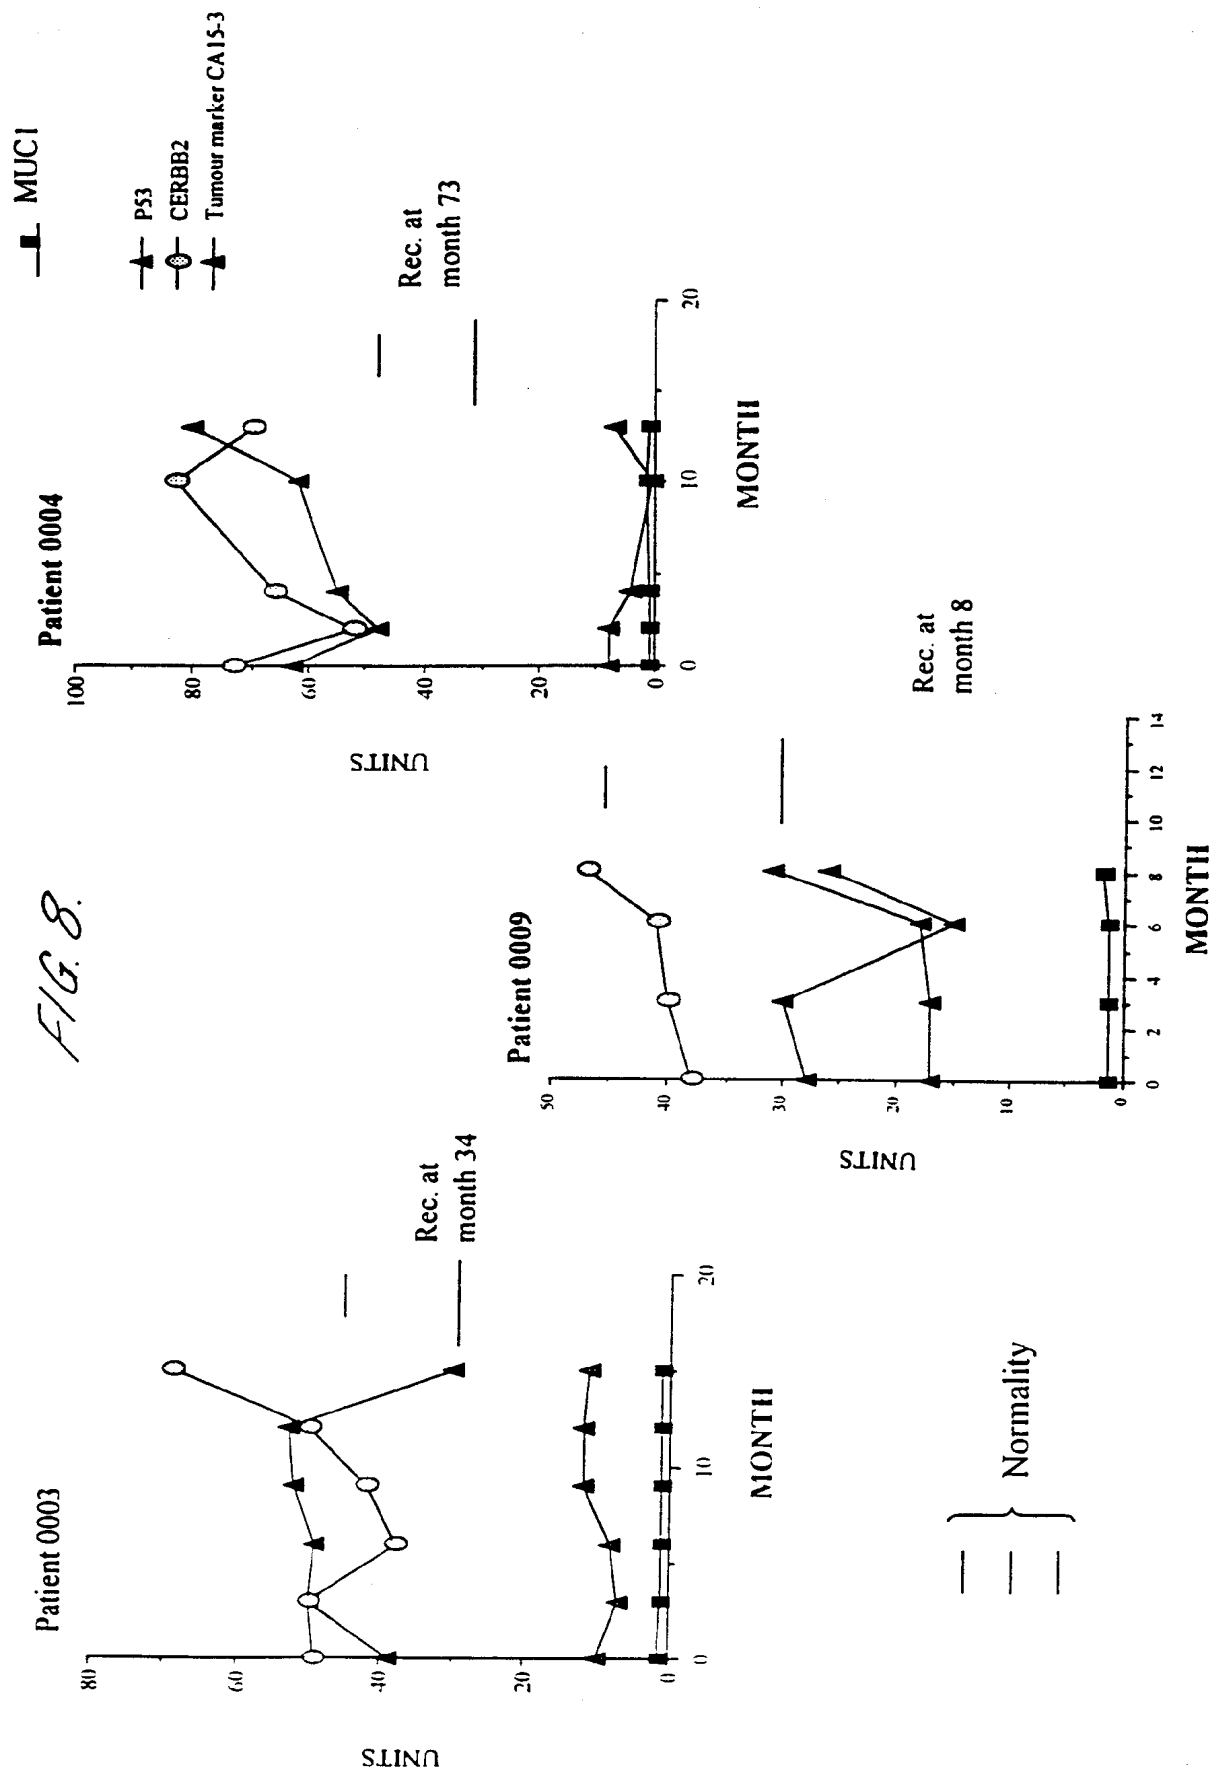 FIG. 8.
MUC1
P53
CERBB2
Tumour marker CA15-3
Patient 0003
UNITS
80
60
40
20
0
0
10
20
MONTH
Rec. at
month 34
Patient 0009
UNITS
50
40
30
20
10
0
0
2
4
6
8
10
12
14
MONTH
Rec. at
month 8
Patient 0004
UNITS
100
80
60
40
20
0
0
10
20
MONTH
Rec. at
month 73
Normality